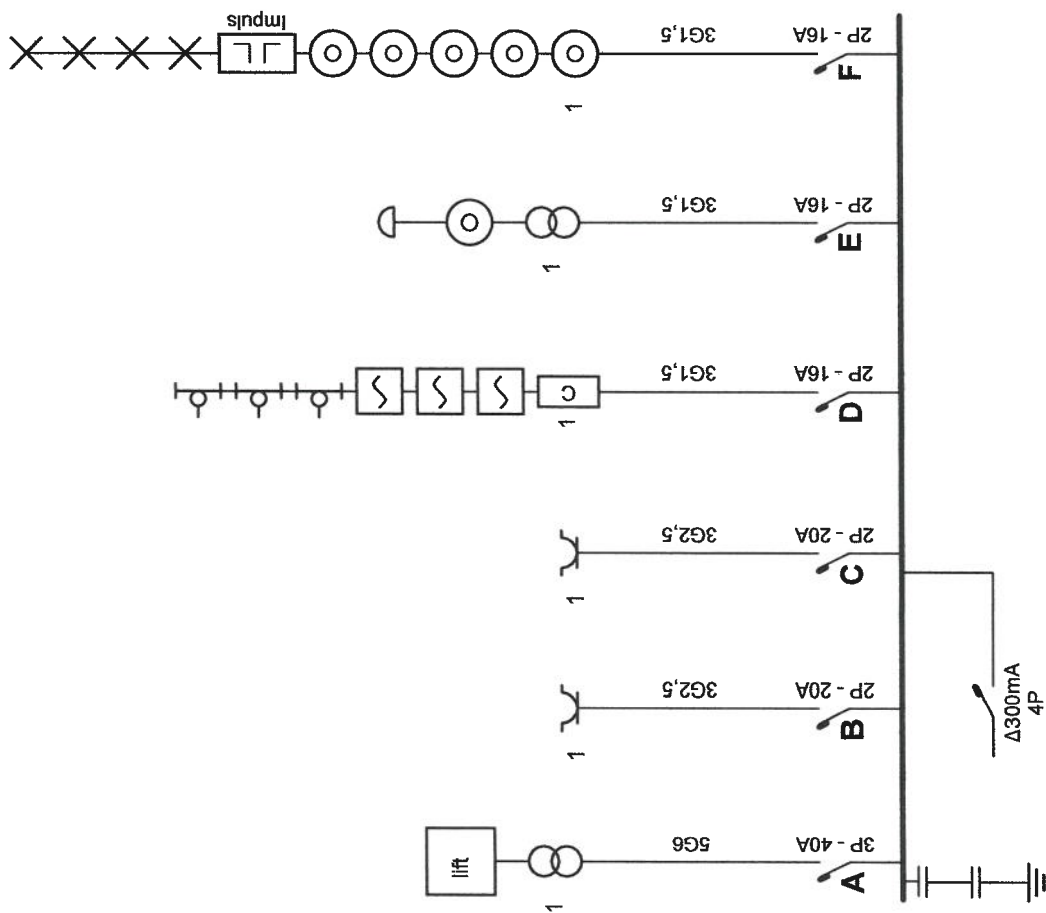 Impuls
1
3G1,5
2P - 16A
F
1
3G1,5
2P - 16A
E
1
C
3G1,5
2P - 16A
D
1
3G2,5
2P - 20A
C
1
3G2,5
2P - 20A
B
Δ300mA
4P
1
lift
5G6
3P - 40A
A